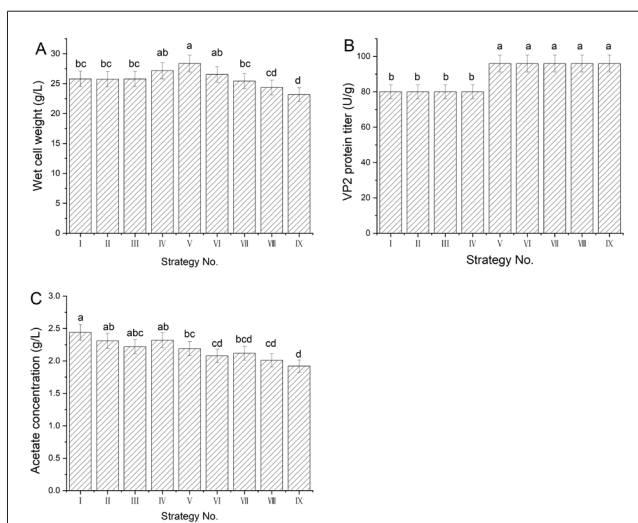 A
Wet cell weight (g/L)
30
25
20
15
10
5
0
bc bc bc ab a ab bc cd d
I II III IV V VI VII VIII IX
Strategy No.
B
VP2 protein titer (U/g)
100
80
60
40
20
0
b b b b a a a a a
I II III IV V VI VII VIII IX
Strategy No.
C
Acetate concentration (g/L)
3.0
2.5
2.0
1.5
1.0
0.5
0.0
a ab abc ab bc cd bcd cd d
I II III IV V VI VII VIII IX
Strategy No.